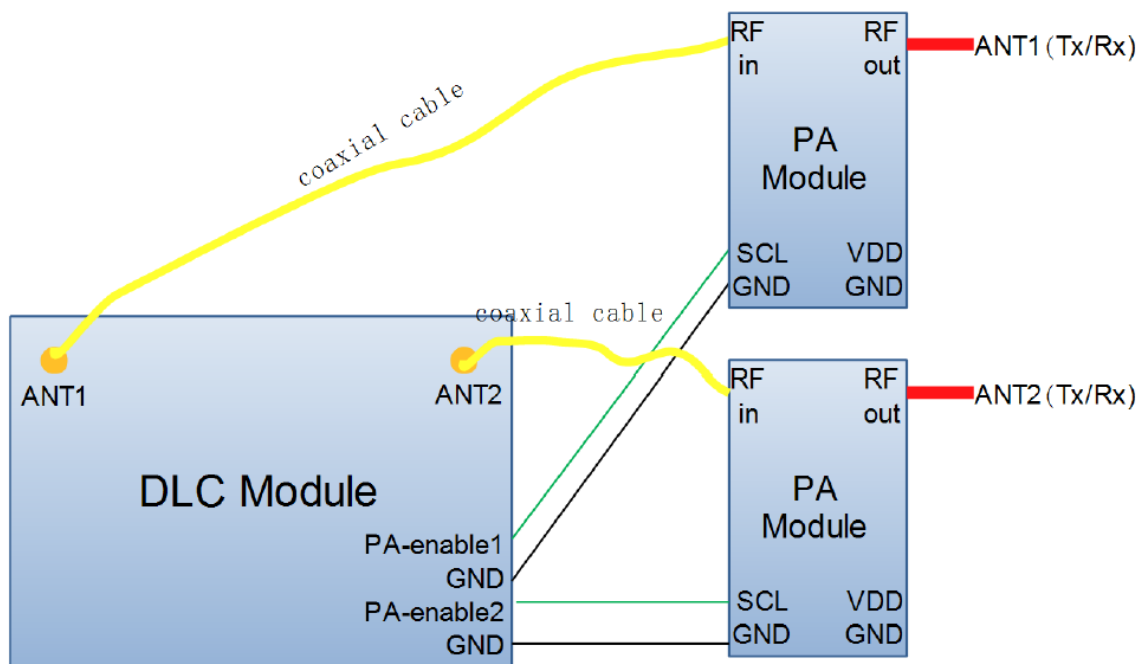 RF RF
in out
ANT1(Tx/Rx)
PA
Module
SCL VDD
GND GND
coaxial cable
coaxial cable
ANT1
ANT2
DLC Module
PA-enable1
GND
PA-enable2
GND
RF RF
in out
ANT2(Tx/Rx)
PA
Module
SCL VDD
GND GND